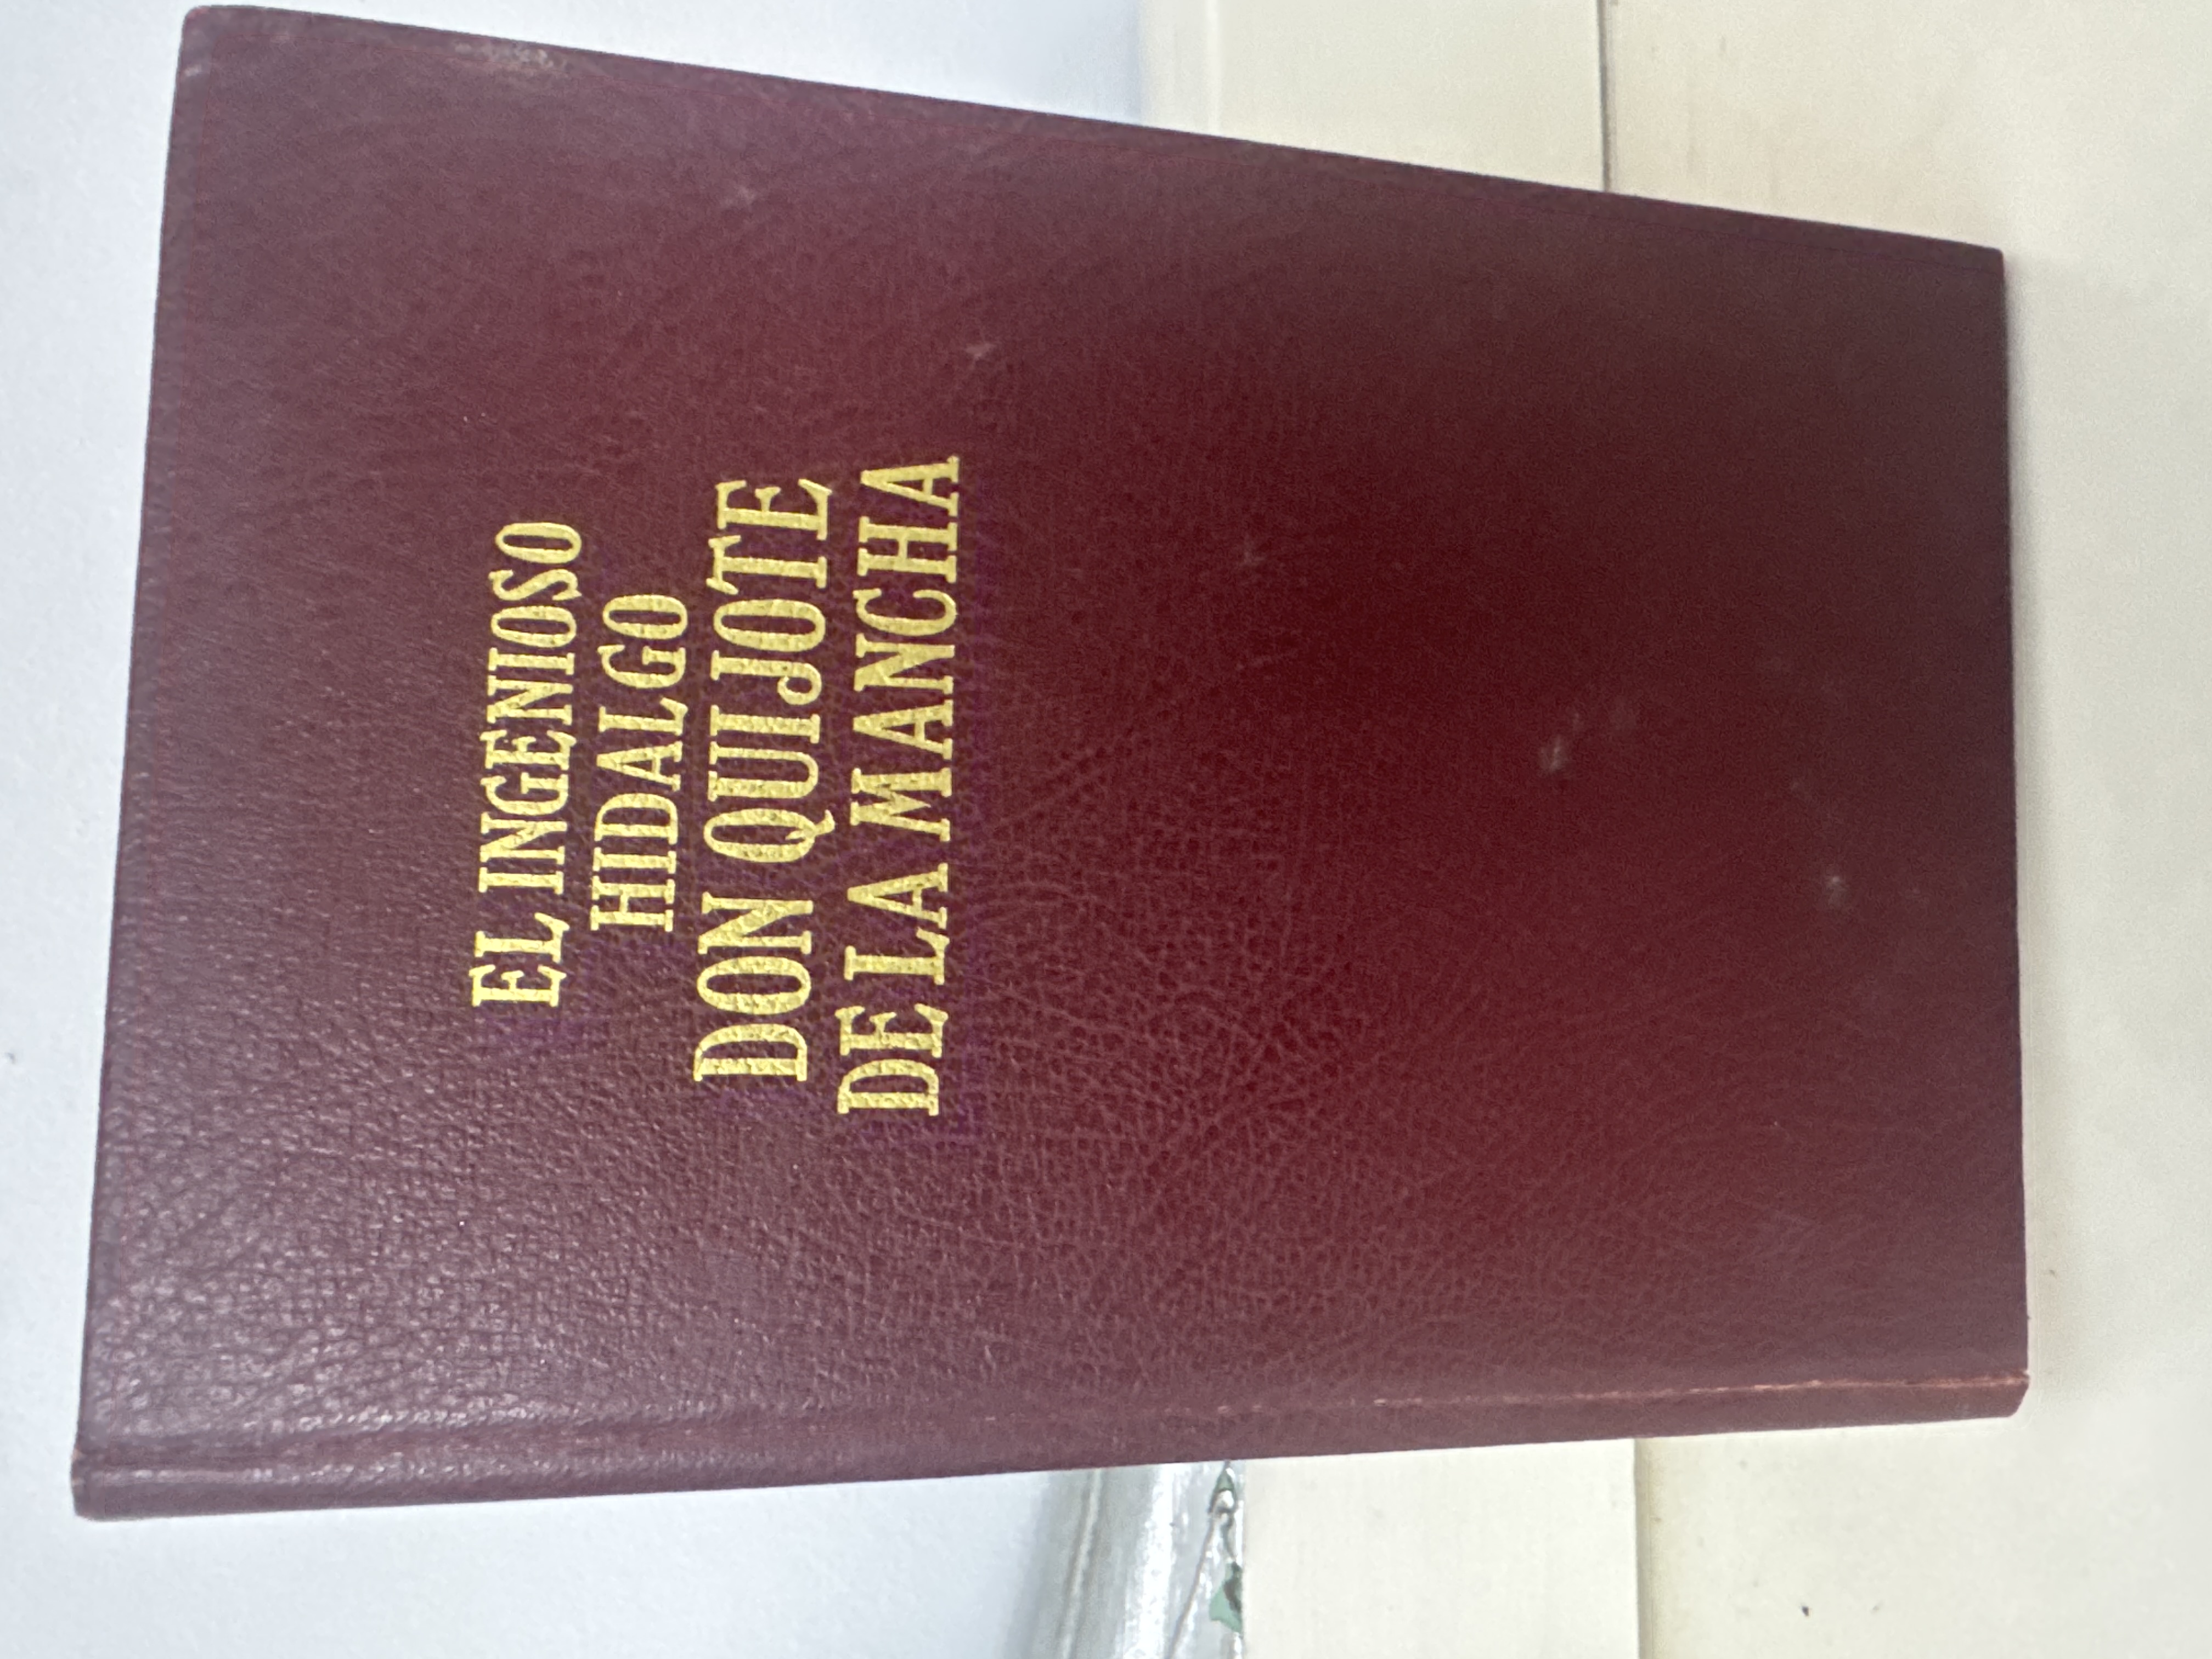 EL INGENIOSO
HIDALGO
DON QUIJOTE
DE LA MANCHA